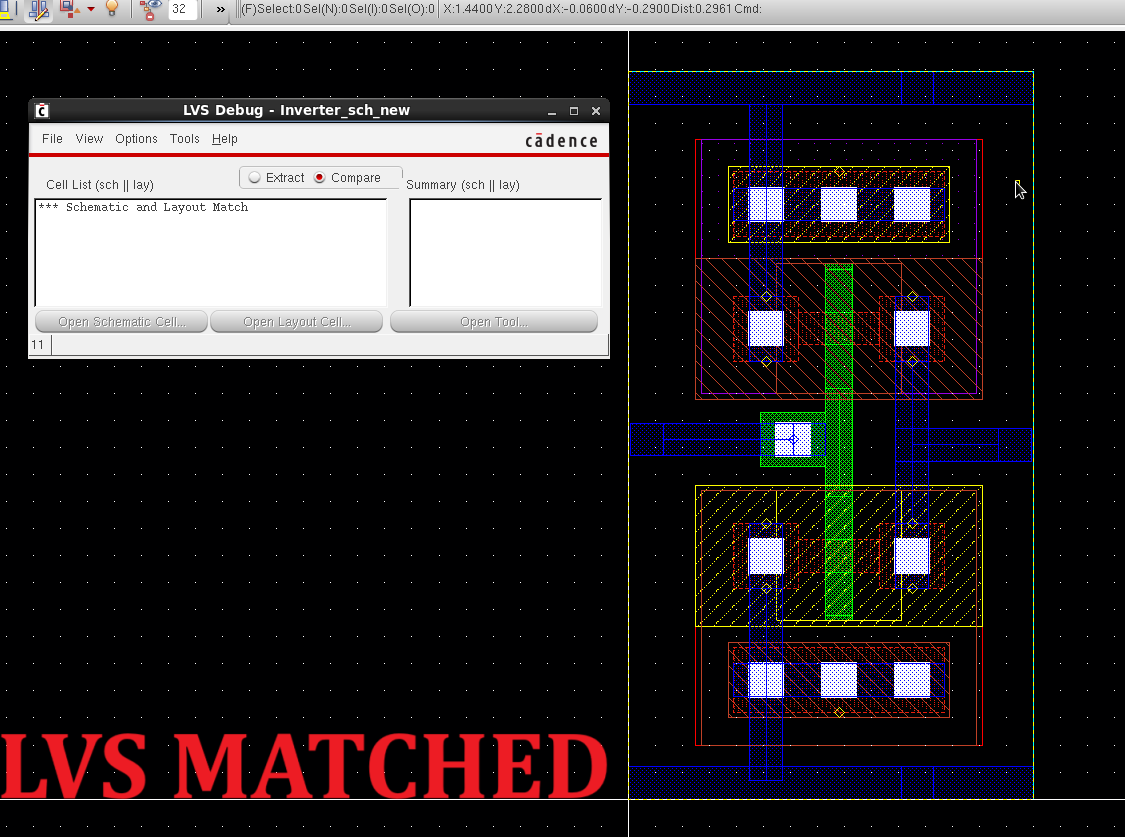 32 » (F)Select:0 Sel(N):0 Sel(I):0 Sel(O):0 X:1.4400 Y:2.2800 dX:-0.0600 dY:-0.2900 Dist:0.2961 Cmd:
LVS Debug - Inverter_sch_new
File View Options Tools Help cādence
Extract Compare
Cell List (sch || lay) Summary (sch || lay)
*** Schematic and Layout Match
Open Schematic Cell... Open Layout Cell... Open Tool...
11
LVS MATCHED